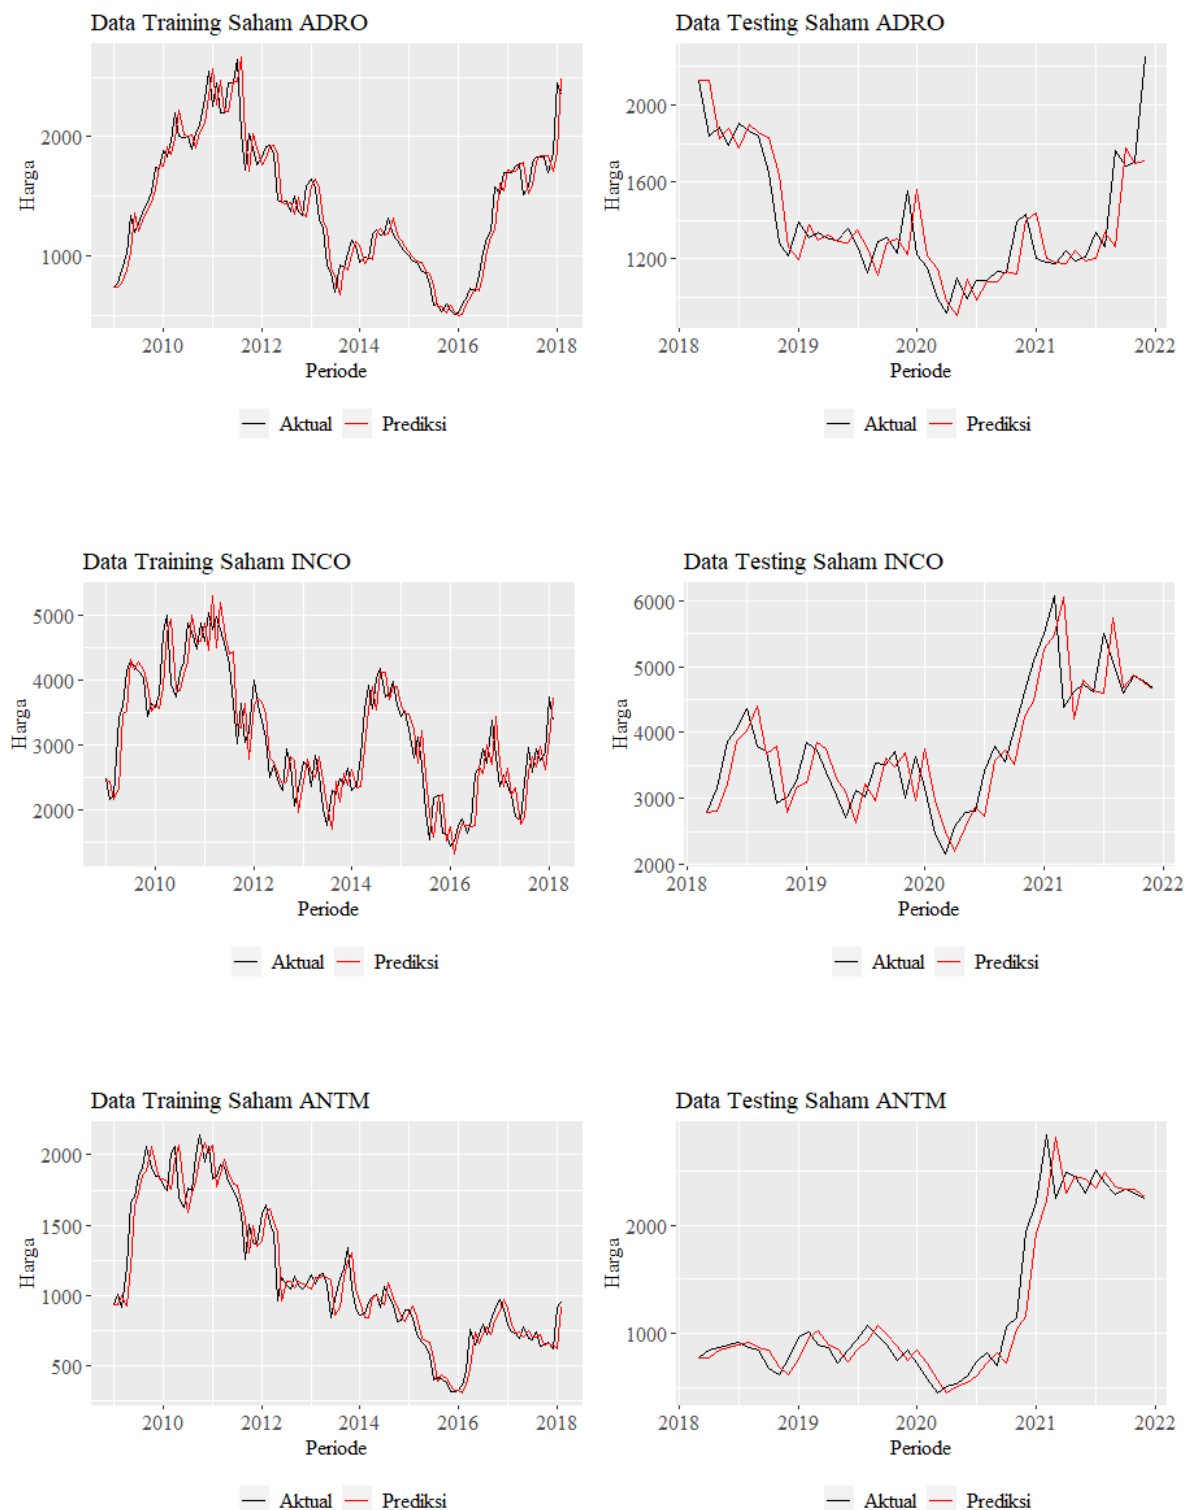 Data Training Saham ADRO
Harga
2000
1000
2010 2012 2014 2016 2018
Periode
Aktual Prediksi
Data Testing Saham ADRO
Harga
2000
1600
1200
2018 2019 2020 2021 2022
Periode
Aktual Prediksi
Data Training Saham INCO
Harga
5000
4000
3000
2000
2010 2012 2014 2016 2018
Periode
Aktual Prediksi
Data Testing Saham INCO
Harga
6000
5000
4000
3000
2000
2018 2019 2020 2021 2022
Periode
Aktual Prediksi
Data Training Saham ANTM
Harga
2000
1500
1000
500
2010 2012 2014 2016 2018
Periode
Aktual Prediksi
Data Testing Saham ANTM
Harga
2000
1000
2018 2019 2020 2021 2022
Periode
Aktual Prediksi